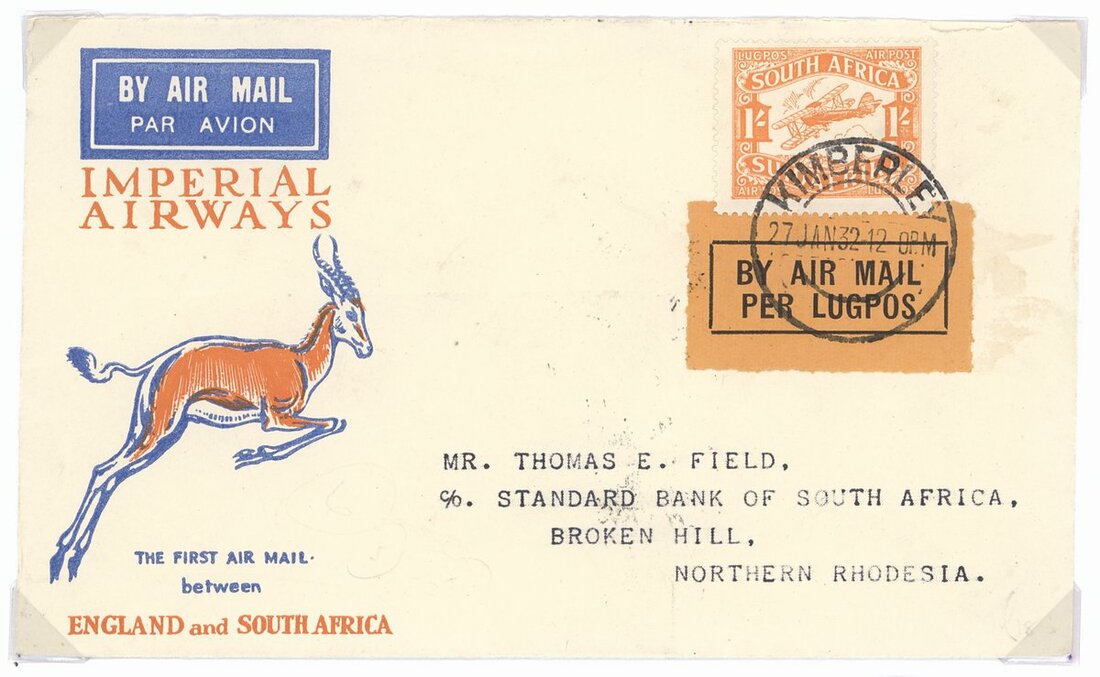 BY AIR MAIL
PAR AVION
IMPERIAL
AIRWAYS
LUGPOS AIR POST
SOUTH AFRICA
1/- 1/-
KIMBERLEY
27 JAN 32-12 0PM
BY AIR MAIL
PER LUGPOS
MR. THOMAS E. FIELD,
℅. STANDARD BANK OF SOUTH AFRICA,
BROKEN HILL,
NORTHERN RHODESIA.
THE FIRST AIR MAIL.
between
ENGLAND and SOUTH AFRICA